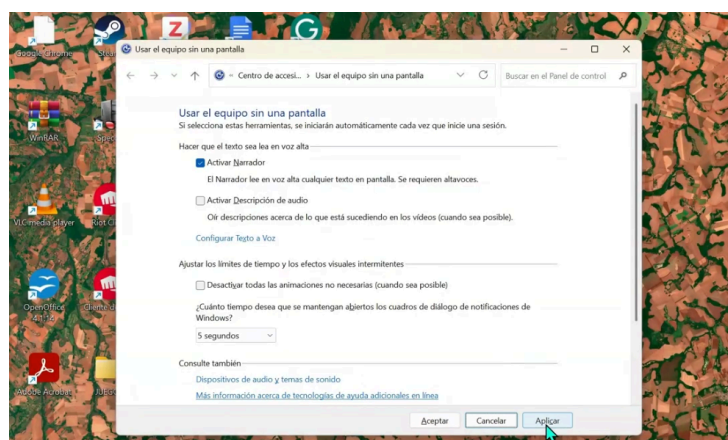 Google Chrome
WinRAR
VLC media player
OpenOffice
4.1.14
Adobe Acrobat
Usar el equipo sin una pantalla
« Centro de accesi... > Usar el equipo sin una pantalla
Buscar en el Panel de control
Usar el equipo sin una pantalla
Si selecciona estas herramientas, se iniciarán automáticamente cada vez que inicie una sesión.
Hacer que el texto sea lea en voz alta
Activar Narrador
El Narrador lee en voz alta cualquier texto en pantalla. Se requieren altavoces.
Activar Descripción de audio
Oír descripciones acerca de lo que está sucediendo en los vídeos (cuando sea posible).
Configurar Texto a Voz
Ajustar los límites de tiempo y los efectos visuales intermitentes
Desactivar todas las animaciones no necesarias (cuando sea posible)
¿Cuánto tiempo desea que se mantengan abiertos los cuadros de diálogo de notificaciones de
Windows?
5 segundos
Consulte también
Dispositivos de audio y temas de sonido
Más información acerca de tecnologías de ayuda adicionales en línea
Aceptar Cancelar Aplicar